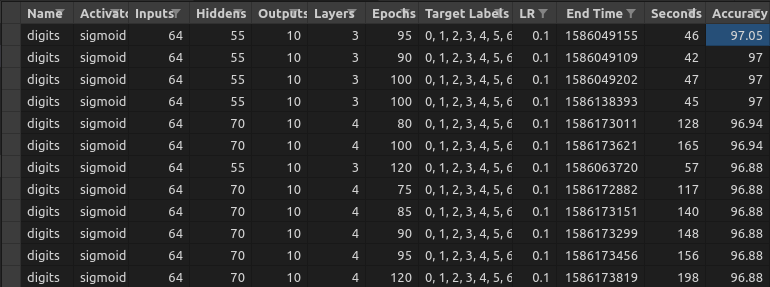 Name Activato Inputs Hiddens Outputs Layers Epochs Target Labels LR End Time Seconds Accuracy
digits sigmoid 64 55 10 3 95 0, 1, 2, 3, 4, 5, 6 0.1 1586049155 46 97.05
digits sigmoid 64 55 10 3 90 0, 1, 2, 3, 4, 5, 6 0.1 1586049109 42 97
digits sigmoid 64 55 10 3 100 0, 1, 2, 3, 4, 5, 6 0.1 1586049202 47 97
digits sigmoid 64 55 10 3 100 0, 1, 2, 3, 4, 5, 6 0.1 1586138393 45 97
digits sigmoid 64 70 10 4 80 0, 1, 2, 3, 4, 5, 6 0.1 1586173011 128 96.94
digits sigmoid 64 70 10 4 100 0, 1, 2, 3, 4, 5, 6 0.1 1586173621 165 96.94
digits sigmoid 64 55 10 3 120 0, 1, 2, 3, 4, 5, 6 0.1 1586063720 57 96.88
digits sigmoid 64 70 10 4 75 0, 1, 2, 3, 4, 5, 6 0.1 1586172882 117 96.88
digits sigmoid 64 70 10 4 85 0, 1, 2, 3, 4, 5, 6 0.1 1586173151 140 96.88
digits sigmoid 64 70 10 4 90 0, 1, 2, 3, 4, 5, 6 0.1 1586173299 148 96.88
digits sigmoid 64 70 10 4 95 0, 1, 2, 3, 4, 5, 6 0.1 1586173456 156 96.88
digits sigmoid 64 70 10 4 120 0, 1, 2, 3, 4, 5, 6 0.1 1586173819 198 96.88